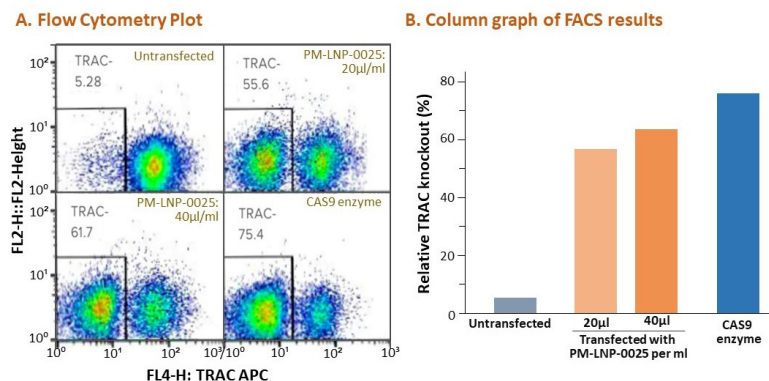 A. Flow Cytometry Plot
B. Column graph of FACS results
TRAC-
5.28
Untransfected
TRAC-
55.6
PM-LNP-0025:
20µl/ml
TRAC-
61.7
PM-LNP-0025:
40µl/ml
TRAC-
75.4
CAS9 enzyme
10²
10¹
10⁰
10²
10¹
10⁰
FL2-H::FL2-Height
10⁰ 10¹ 10² 10³/10⁰ 10¹ 10² 10³
FL4-H: TRAC APC
Relative TRAC knockout (%)
80
60
40
20
0
Untransfected
20µl
40µl
Transfected with
PM-LNP-0025 per ml
CAS9
enzyme